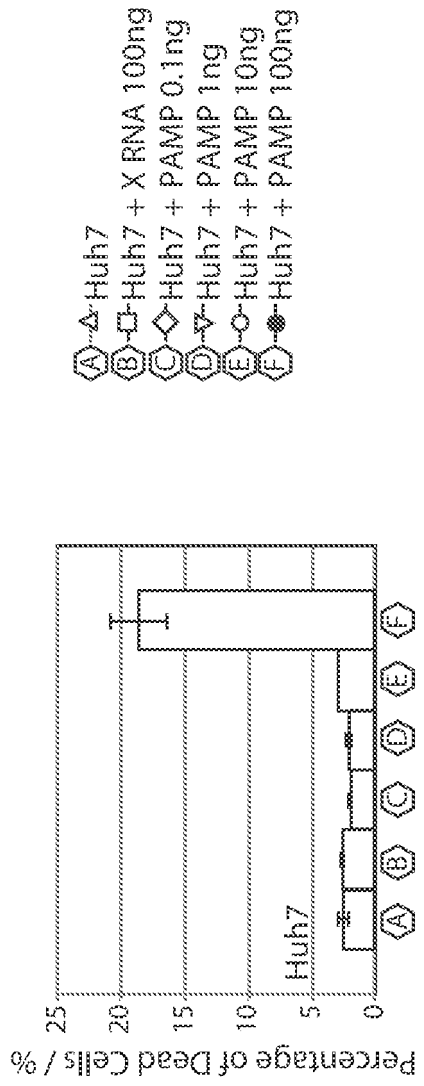 Percentage of Dead Cells / %
25
20
15
10
5
0
Huh7
A
B
C
D
E
F
A Huh7
B Huh7 + X RNA 100ng
C Huh7 + PAMP 0.1ng
D Huh7 + PAMP 1ng
E Huh7 + PAMP 10ng
F Huh7 + PAMP 100ng